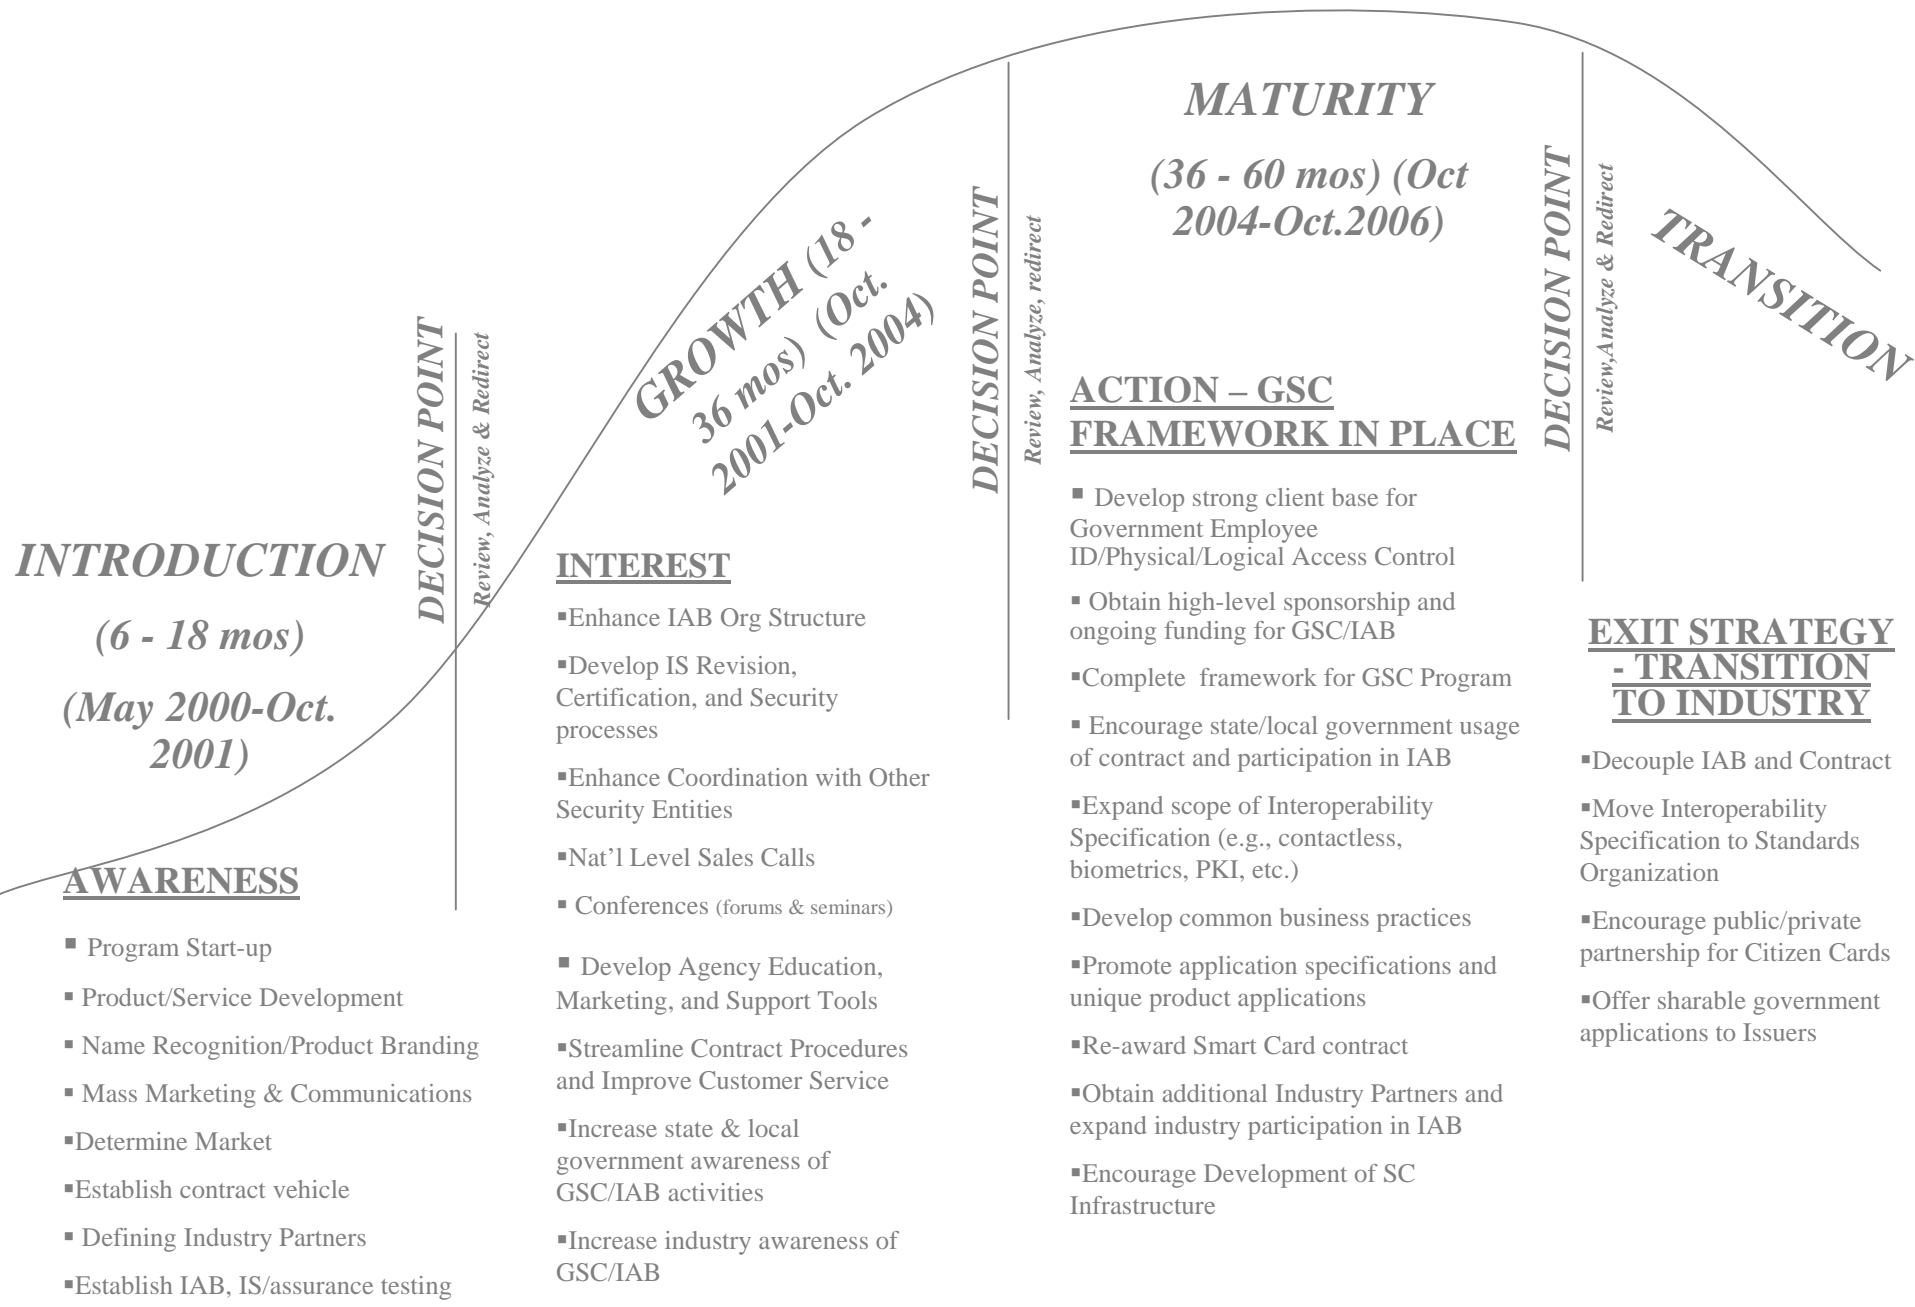 INTRODUCTION
(6 - 18 mos)
(May 2000-Oct.
2001)
AWARENESS
▪ Program Start-up
▪ Product/Service Development
▪ Name Recognition/Product Branding
▪ Mass Marketing & Communications
▪Determine Market
▪Establish contract vehicle
▪ Defining Industry Partners
▪Establish IAB, IS/assurance testing
DECISION POINT
Review, Analyze & Redirect
GROWTH (18 -
36 mos) (Oct.
2001-Oct. 2004)
INTEREST
▪Enhance IAB Org Structure
▪Develop IS Revision,
Certification, and Security
processes
▪Enhance Coordination with Other
Security Entities
▪Nat’l Level Sales Calls
▪ Conferences (forums & seminars)
▪ Develop Agency Education,
Marketing, and Support Tools
▪Streamline Contract Procedures
and Improve Customer Service
▪Increase state & local
government awareness of
GSC/IAB activities
▪Increase industry awareness of
GSC/IAB
DECISION POINT
Review, Analyze, redirect
MATURITY
(36 - 60 mos) (Oct
2004-Oct.2006)
ACTION – GSC
FRAMEWORK IN PLACE
▪ Develop strong client base for
Government Employee
ID/Physical/Logical Access Control
▪ Obtain high-level sponsorship and
ongoing funding for GSC/IAB
▪Complete  framework for GSC Program
▪ Encourage state/local government usage
of contract and participation in IAB
▪Expand scope of Interoperability
Specification (e.g., contactless,
biometrics, PKI, etc.)
▪Develop common business practices
▪Promote application specifications and
unique product applications
▪Re-award Smart Card contract
▪Obtain additional Industry Partners and
expand industry participation in IAB
▪Encourage Development of SC
Infrastructure
DECISION POINT
Review,Analyze & Redirect
TRANSITION
EXIT STRATEGY
- TRANSITION
TO INDUSTRY
▪Decouple IAB and Contract
▪Move Interoperability
Specification to Standards
Organization
▪Encourage public/private
partnership for Citizen Cards
▪Offer sharable government
applications to Issuers